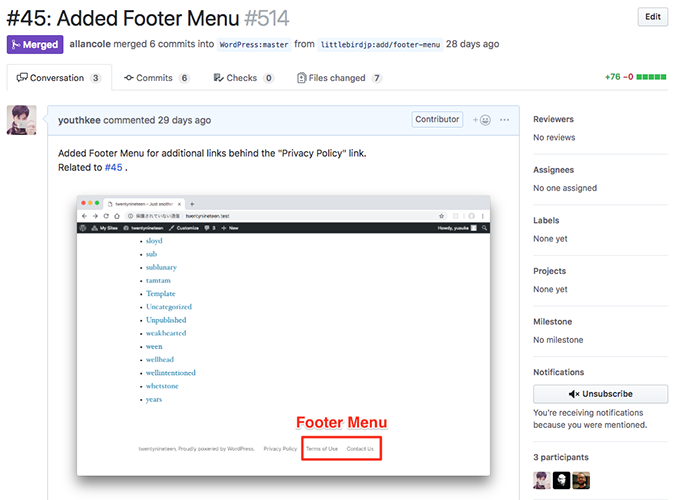 #45: Added Footer Menu #514
Edit
Merged allancole merged 6 commits into WordPress:master from littlebirdjp:add/footer-menu 28 days ago
Conversation 3 Commits 6 Checks 0 Files changed 7 +76 −0
youthkee commented 29 days ago Contributor
Added Footer Menu for additional links behind the "Privacy Policy" link.
Related to #45 .
twentynineteen – Just anothe
保護されていない通信 twentynineteen.test
My Sites twentynineteen Customize 3 New Howdy, yusuke
sloyd
sub
sublunary
tamtam
Template
Uncategorized
Unpublished
weakhearted
ween
wellhead
wellintentioned
whetstone
years
Footer Menu
twentynineteen, Proudly powered by WordPress. Privacy Policy Terms of Use Contact Us
Reviewers
No reviews
Assignees
No one assigned
Labels
None yet
Projects
None yet
Milestone
No milestone
Notifications
Unsubscribe
You're receiving notifications
because you were mentioned.
3 participants